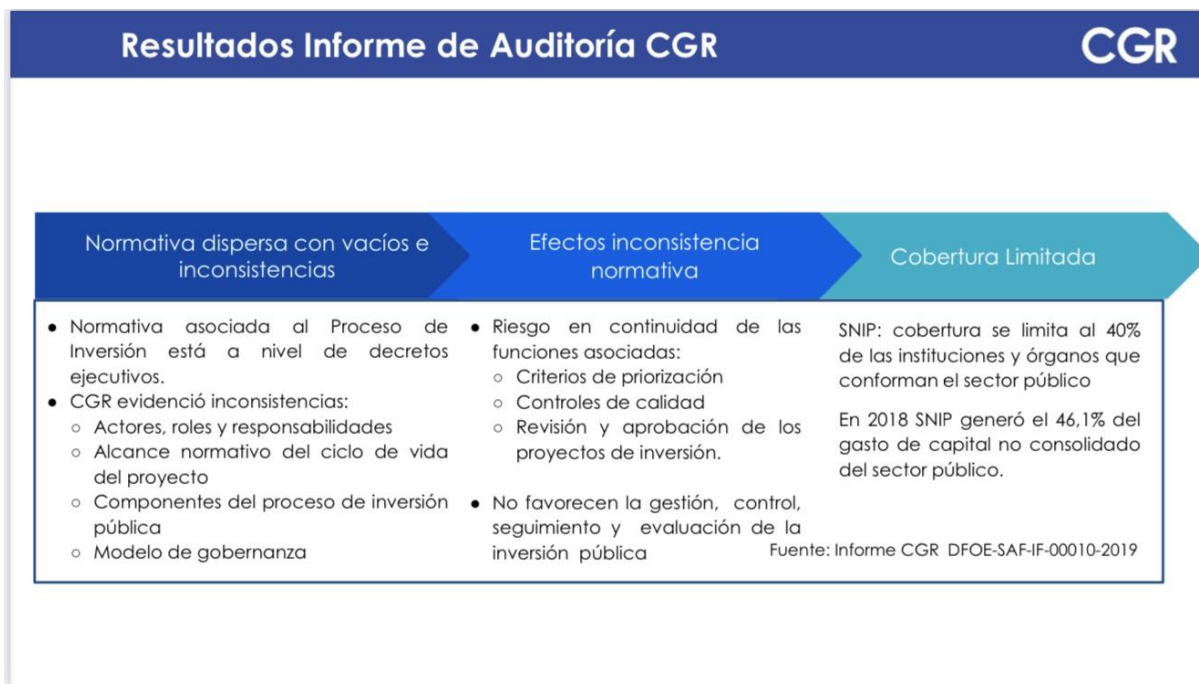 Resultados Informe de Auditoría CGR
CGR
Normativa dispersa con vacíos e
inconsistencias
Efectos inconsistencia
normativa
Cobertura Limitada
● Normativa asociada al Proceso de
Inversión está a nivel de decretos
ejecutivos.
● CGR evidenció inconsistencias:
○ Actores, roles y responsabilidades
○ Alcance normativo del ciclo de vida
del proyecto
○ Componentes del proceso de inversión
pública
○ Modelo de gobernanza
● Riesgo en continuidad de las
funciones asociadas:
○ Criterios de priorización
○ Controles de calidad
○ Revisión y aprobación de los
proyectos de inversión.
● No favorecen la gestión, control,
seguimiento y evaluación de la
inversión pública
SNIP: cobertura se limita al 40%
de las instituciones y órganos que
conforman el sector público
En 2018 SNIP generó el 46,1% del
gasto de capital no consolidado
del sector público.
Fuente: Informe CGR DFOE-SAF-IF-00010-2019